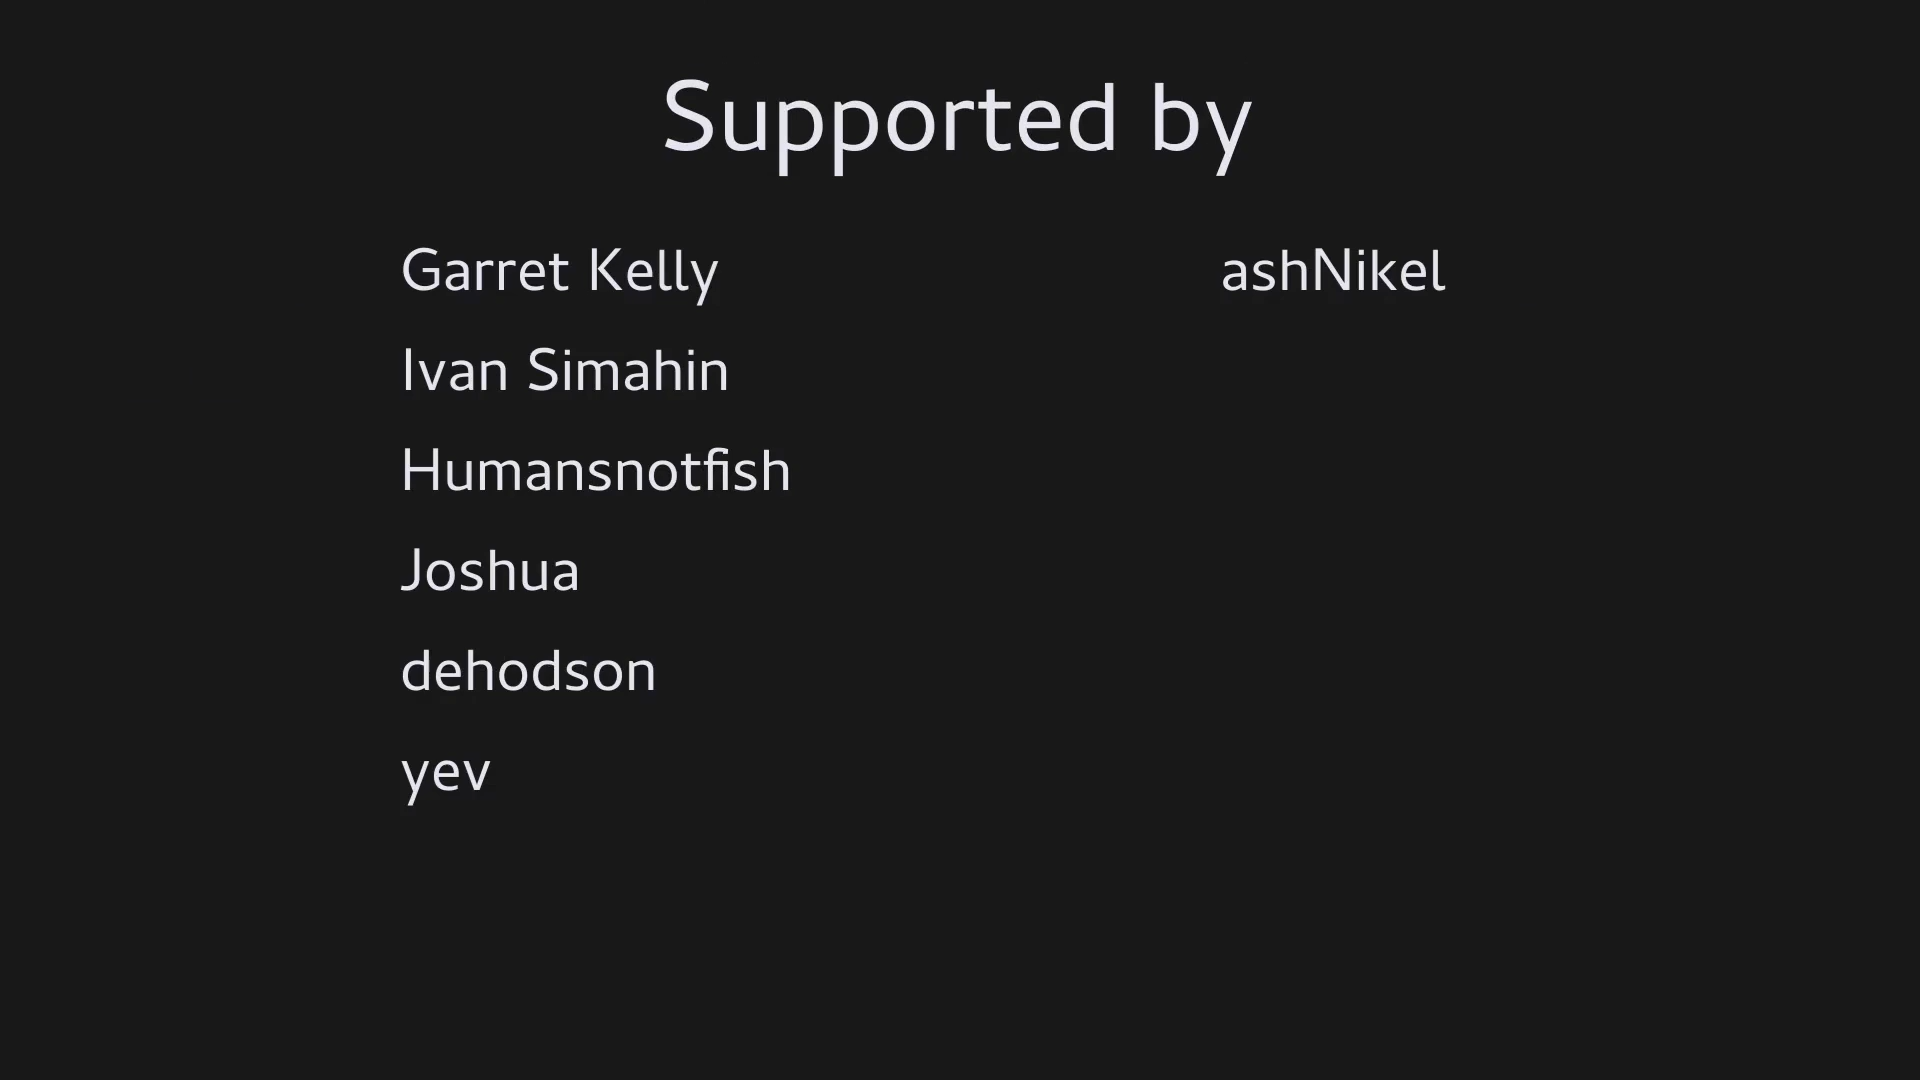 Supported by
Garret Kelly
Ivan Simahin
Humansnotfish
Joshua
dehodson
yev
ashNikel